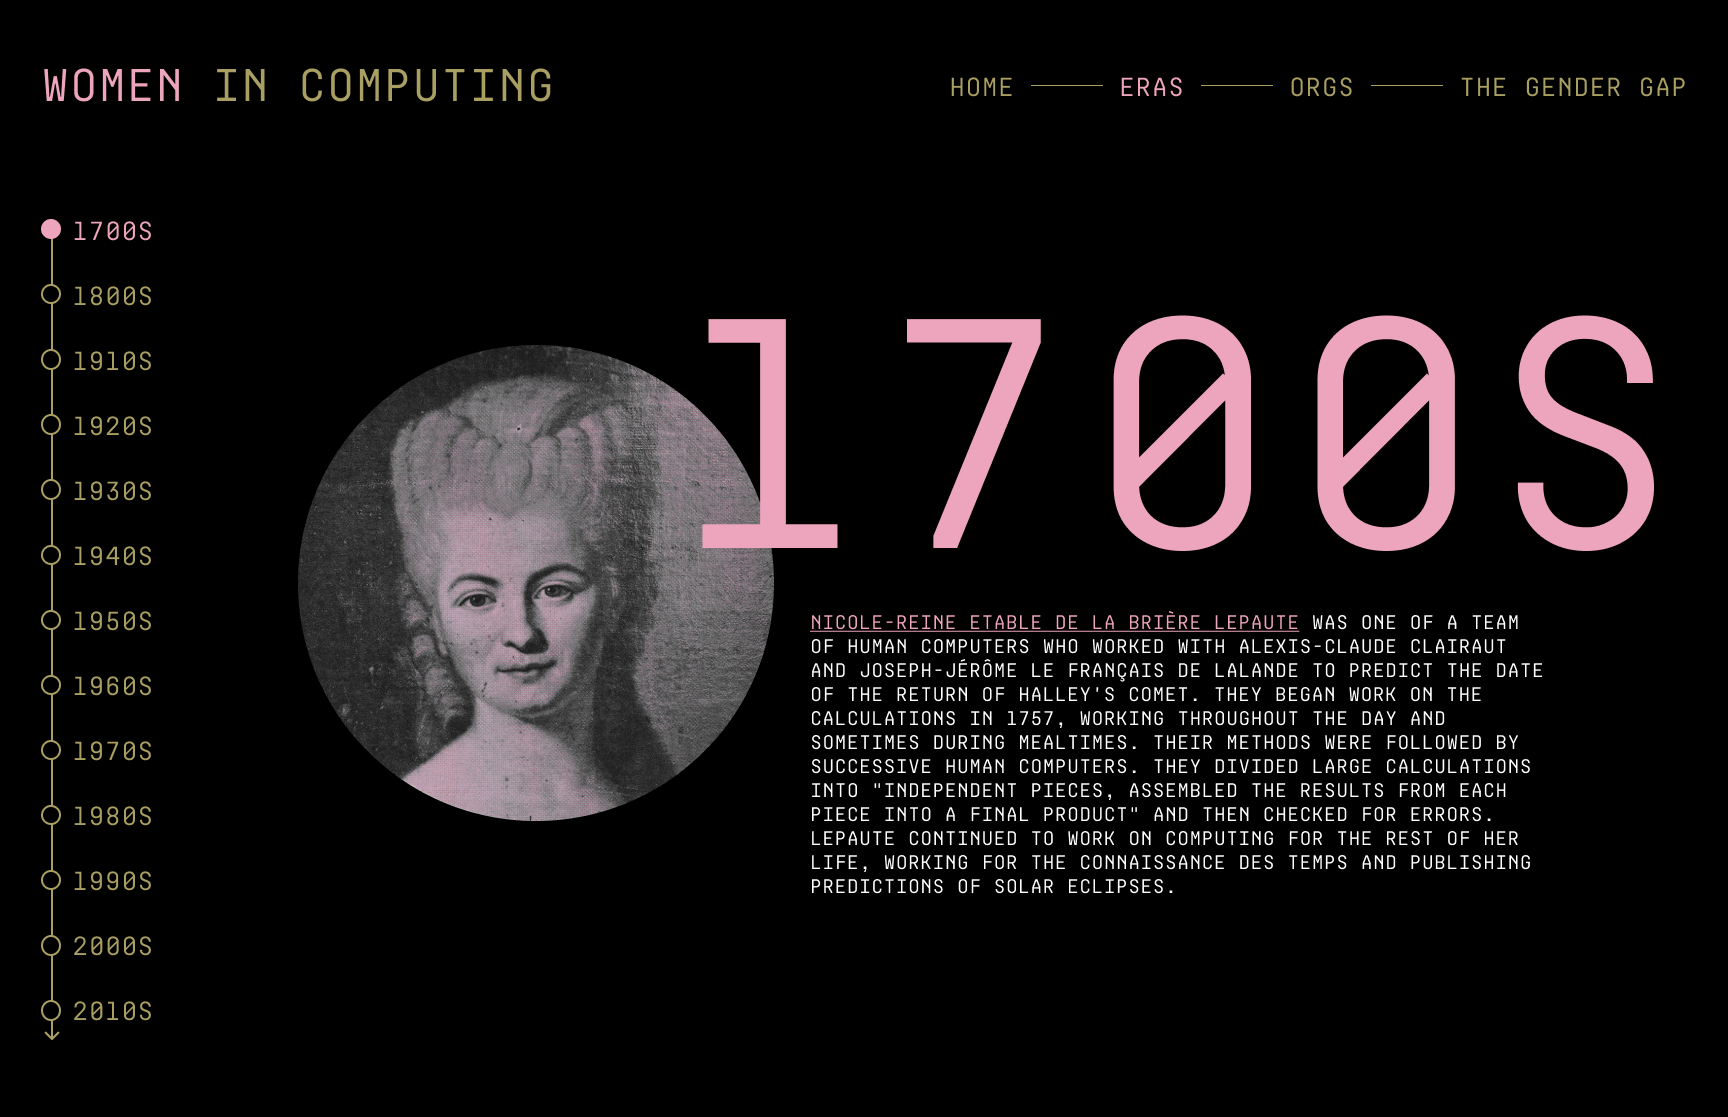 WOMEN IN COMPUTING
HOME
ERAS
ORGS
THE GENDER GAP
1700S
1800S
1910S
1920S
1930S
1940S
1950S
1960S
1970S
1980S
1990S
2000S
2010S
1700S
NICOLE-REINE ETABLE DE LA BRIÈRE LEPAUTE WAS ONE OF A TEAM
OF HUMAN COMPUTERS WHO WORKED WITH ALEXIS-CLAUDE CLAIRAUT
AND JOSEPH-JÉRÔME LE FRANÇAIS DE LALANDE TO PREDICT THE DATE
OF THE RETURN OF HALLEY'S COMET. THEY BEGAN WORK ON THE
CALCULATIONS IN 1757, WORKING THROUGHOUT THE DAY AND
SOMETIMES DURING MEALTIMES. THEIR METHODS WERE FOLLOWED BY
SUCCESSIVE HUMAN COMPUTERS. THEY DIVIDED LARGE CALCULATIONS
INTO "INDEPENDENT PIECES, ASSEMBLED THE RESULTS FROM EACH
PIECE INTO A FINAL PRODUCT" AND THEN CHECKED FOR ERRORS.
LEPAUTE CONTINUED TO WORK ON COMPUTING FOR THE REST OF HER
LIFE, WORKING FOR THE CONNAISSANCE DES TEMPS AND PUBLISHING
PREDICTIONS OF SOLAR ECLIPSES.